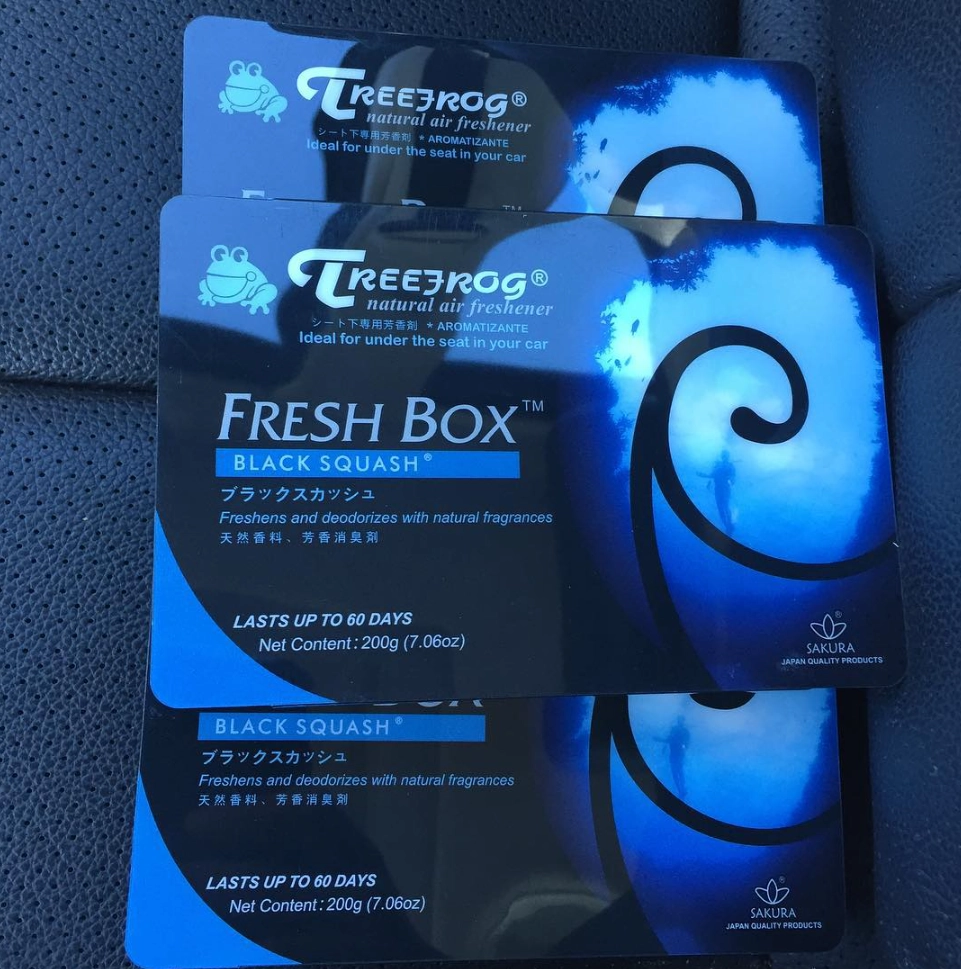 TREEFROG®
natural air freshener
シート下専用芳香剤 * AROMATIZANTE
Ideal for under the seat in your car
TM
TREEFROG®
natural air freshener
シート下専用芳香剤 * AROMATIZANTE
Ideal for under the seat in your car
FRESH BOX™
BLACK SQUASH®
ブラックスカッシュ
Freshens and deodorizes with natural fragrances
天然香料、芳香消臭剤
LASTS UP TO 60 DAYS
Net Content: 200g (7.06oz)
®
SAKURA
JAPAN QUALITY PRODUCTS
BLACK SQUASH®
ブラックスカッシュ
Freshens and deodorizes with natural fragrances
天然香料、芳香消臭剤
LASTS UP TO 60 DAYS
Net Content: 200g (7.06oz)
®
SAKURA
JAPAN QUALITY PRODUCTS